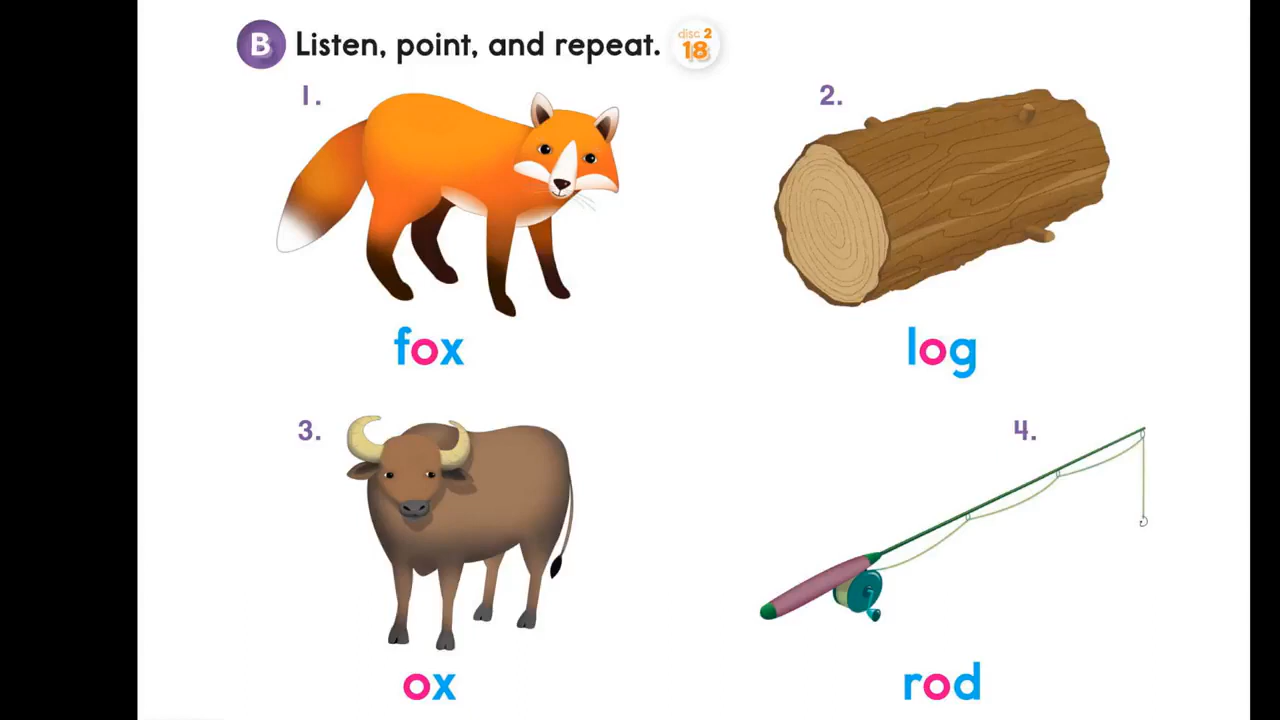 B Listen, point, and repeat. disc 2 18
1.
fox
2.
log
3.
ox
4.
rod